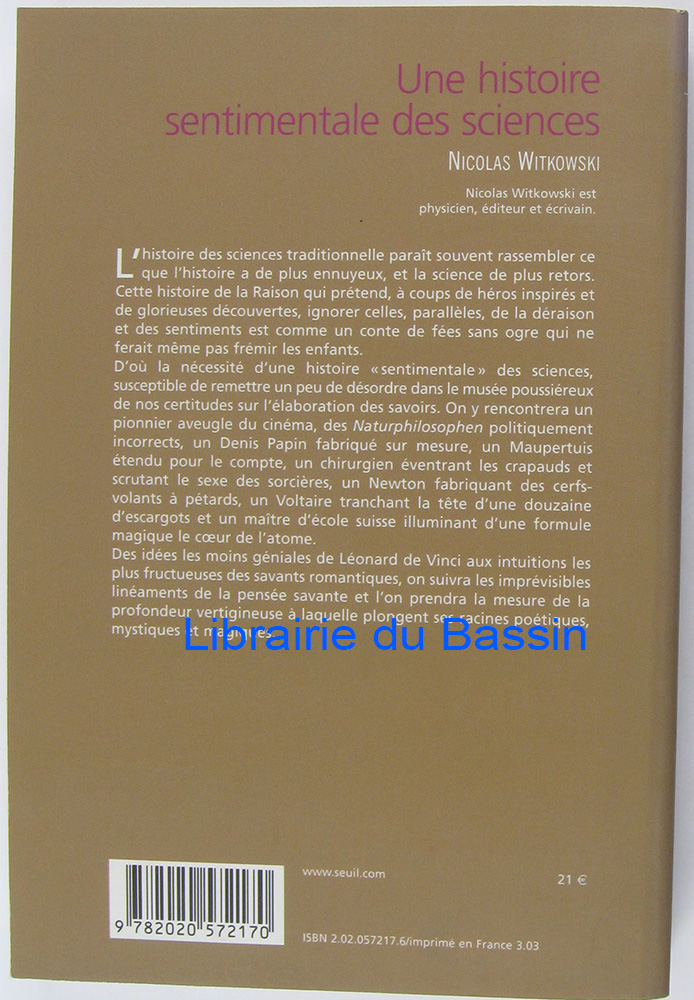 Une histoire
sentimentale des sciences
NICOLAS WITKOWSKI
Nicolas Witkowski est
physicien, éditeur et écrivain.
L'histoire des sciences traditionnelle paraît souvent rassembler ce
que l'histoire a de plus ennuyeux, et la science de plus retors.
Cette histoire de la Raison qui prétend, à coups de héros inspirés et
de glorieuses découvertes, ignorer celles, parallèles, de la déraison
et des sentiments est comme un conte de fées sans ogre qui ne
ferait même pas frémir les enfants.
D'où la nécessité d'une histoire «sentimentale» des sciences,
susceptible de remettre un peu de désordre dans le musée poussiéreux
de nos certitudes sur l'élaboration des savoirs. On y rencontrera un
pionnier aveugle du cinéma, des Naturphilosophen politiquement
incorrects, un Denis Papin fabriqué sur mesure, un Maupertuis
étendu pour le compte, un chirurgien éventrant les crapauds et
scrutant le sexe des sorcières, un Newton fabriquant des cerfs-
volants à pétards, un Voltaire tranchant la tête d'une douzaine
d'escargots et un maître d'école suisse illuminant d'une formule
magique le cœur de l'atome.
Des idées les moins géniales de Léonard de Vinci aux intuitions les
plus fructueuses des savants romantiques, on suivra les imprévisibles
linéaments de la pensée savante et l'on prendra la mesure de la
profondeur vertigineuse à laquelle plongent ses racines poétiques,
mystiques et magiques.
Librairie du Bassin
www.seuil.com
21 €
9 782020 572170
ISBN 2.02.057217.6/imprimé en France 3.03